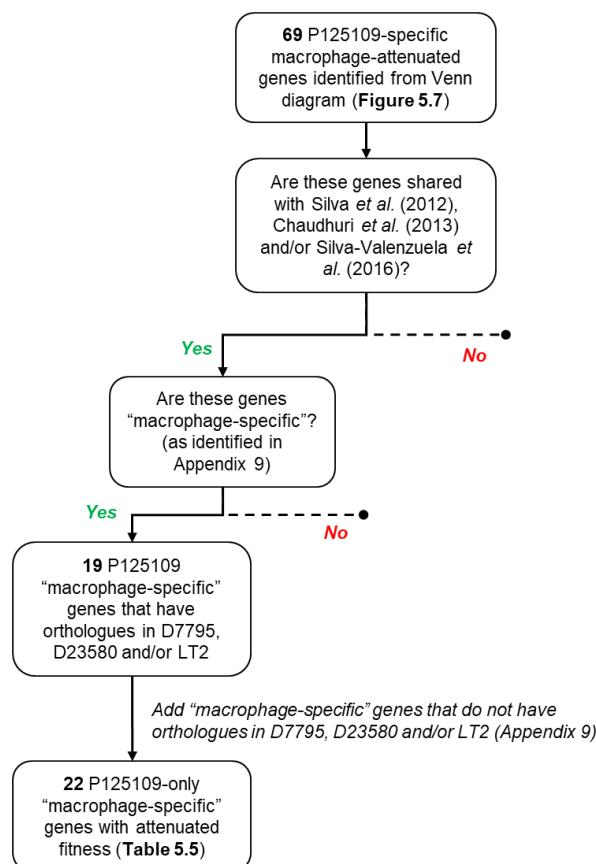 69 P125109-specific
macrophage-attenuated
genes identified from Venn
diagram (Figure 5.7)
Are these genes shared
with Silva et al. (2012),
Chaudhuri et al. (2013)
and/or Silva-Valenzuela et
al. (2016)?
Yes
No
Are these genes
“macrophage-specific”?
(as identified in
Appendix 9)
Yes
No
19 P125109
“macrophage-specific”
genes that have
orthologues in D7795,
D23580 and/or LT2
Add “macrophage-specific” genes that do not have
orthologues in D7795, D23580 and/or LT2 (Appendix 9)
22 P125109-only
“macrophage-specific”
genes with attenuated
fitness (Table 5.5)